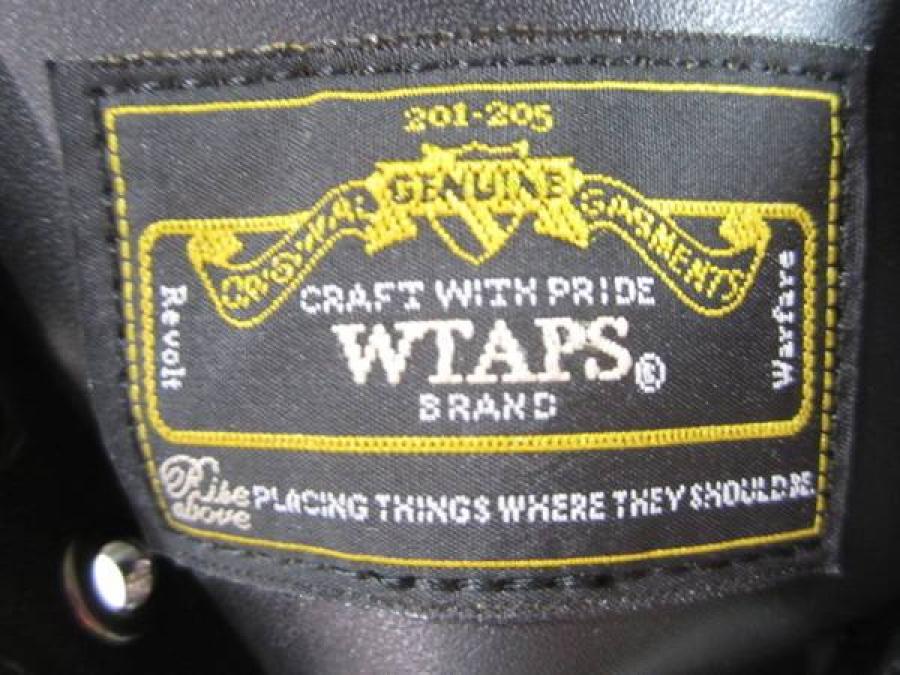 201-205
GENUINE
GARMENTS
CRAFT WITH PRIDE
Revolt
WTAPS®
Warfare
BRAND
Rise above
PLACING THINGS WHERE THEY SHOULD BE.